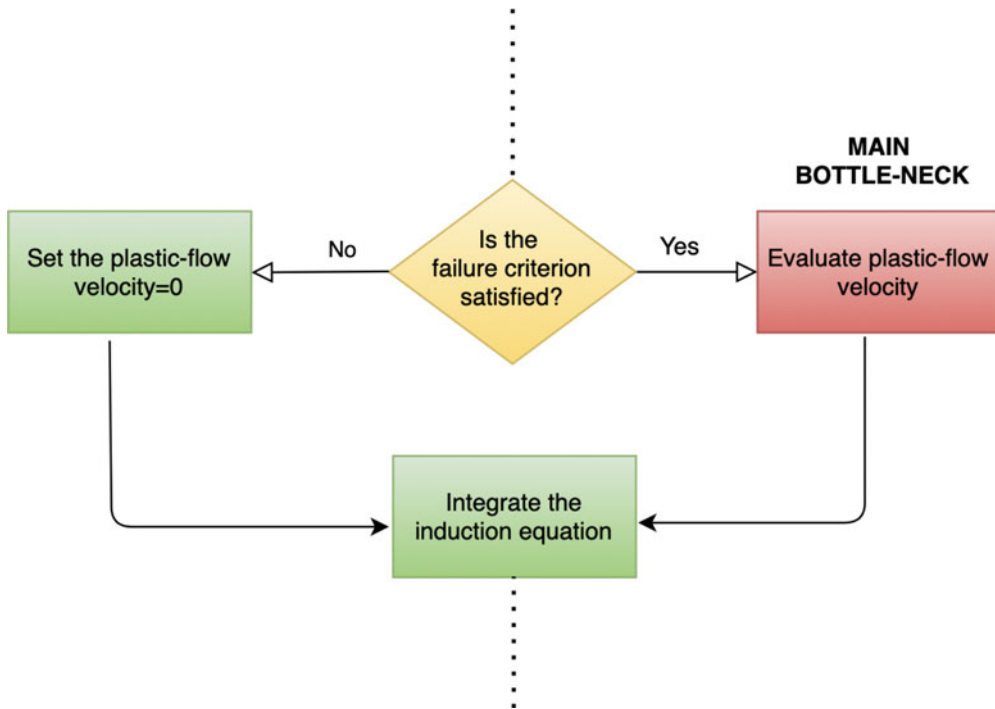 MAIN
BOTTLE-NECK
Set the plastic-flow
velocity=0
No
Is the
failure criterion
satisfied?
Yes
Evaluate plastic-flow
velocity
Integrate the
induction equation